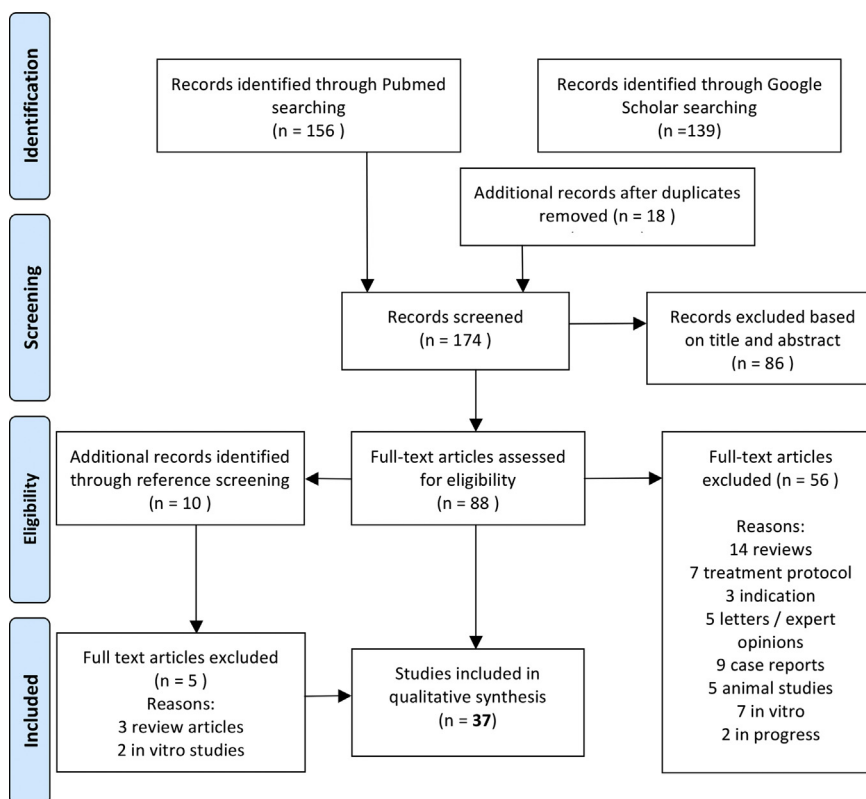 Identification
Records identified through Pubmed
searching
(n = 156 )
Records identified through Google
Scholar searching
(n =139)
Additional records after duplicates
removed (n = 18 )
Screening
Records screened
(n = 174 )
Records excluded based
on title and abstract
(n = 86 )
Eligibility
Additional records identified
through reference screening
(n = 10 )
Full-text articles assessed
for eligibility
(n = 88 )
Full-text articles
excluded (n = 56 )
Reasons:
14 reviews
7 treatment protocol
3 indication
5 letters / expert
opinions
9 case reports
5 animal studies
7 in vitro
2 in progress
Included
Full text articles excluded
(n = 5 )
Reasons:
3 review articles
2 in vitro studies
Studies included in
qualitative synthesis
(n = 37)